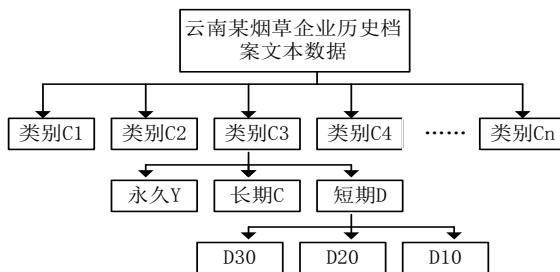 云南某烟草企业历史档
案文本数据
类别C1
类别C2
类别C3
类别C4
……
类别Cn
永久Y
长期C
短期D
D30
D20
D10